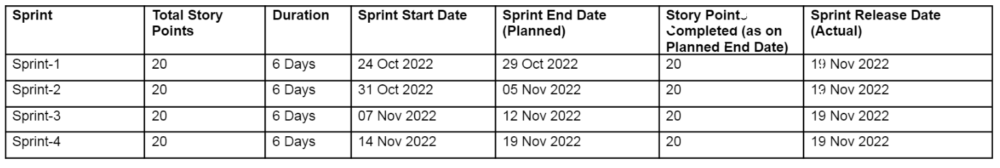 Sprint Total Story Points Duration Sprint Start Date Sprint End Date (Planned) Story Points Completed (as on Planned End Date) Sprint Release Date (Actual)
Sprint-1 20 6 Days 24 Oct 2022 29 Oct 2022 20 19 Nov 2022
Sprint-2 20 6 Days 31 Oct 2022 05 Nov 2022 20 19 Nov 2022
Sprint-3 20 6 Days 07 Nov 2022 12 Nov 2022 20 19 Nov 2022
Sprint-4 20 6 Days 14 Nov 2022 19 Nov 2022 20 19 Nov 2022